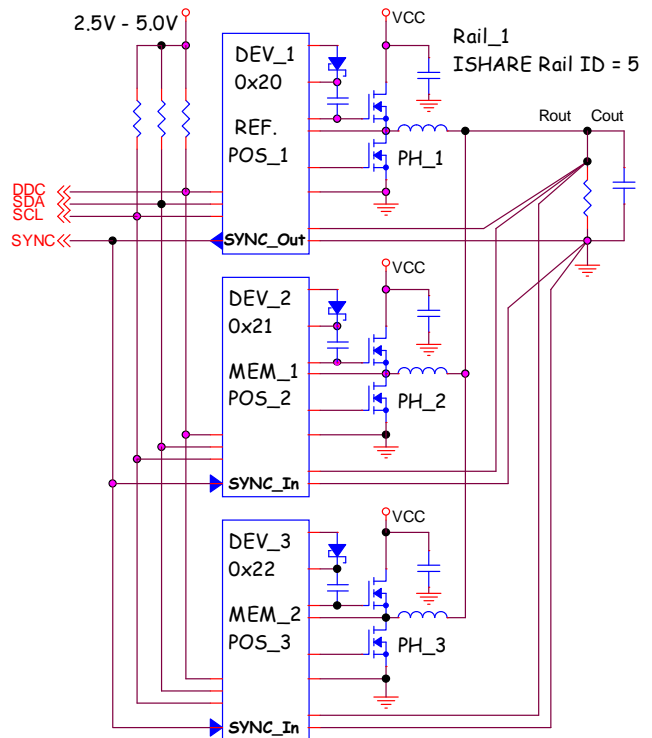 2.5V - 5.0V
VCC
Rail_1
ISHARE Rail ID = 5
DEV_1
0x20
REF.
POS_1
PH_1
Rout
Cout
DDC
SDA
SCL
SYNC
SYNC_Out
VCC
DEV_2
0x21
MEM_1
POS_2
PH_2
SYNC_In
VCC
DEV_3
0x22
MEM_2
POS_3
PH_3
SYNC_In